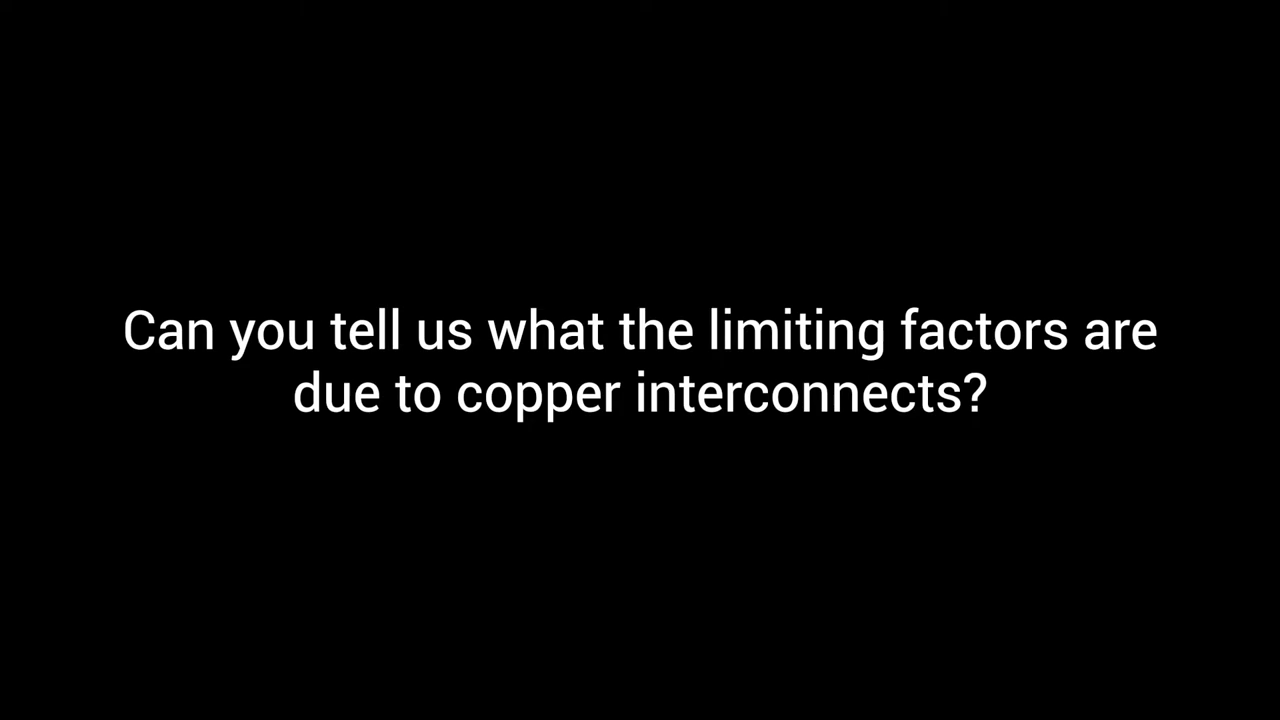 Can you tell us what the limiting factors are
due to copper interconnects?